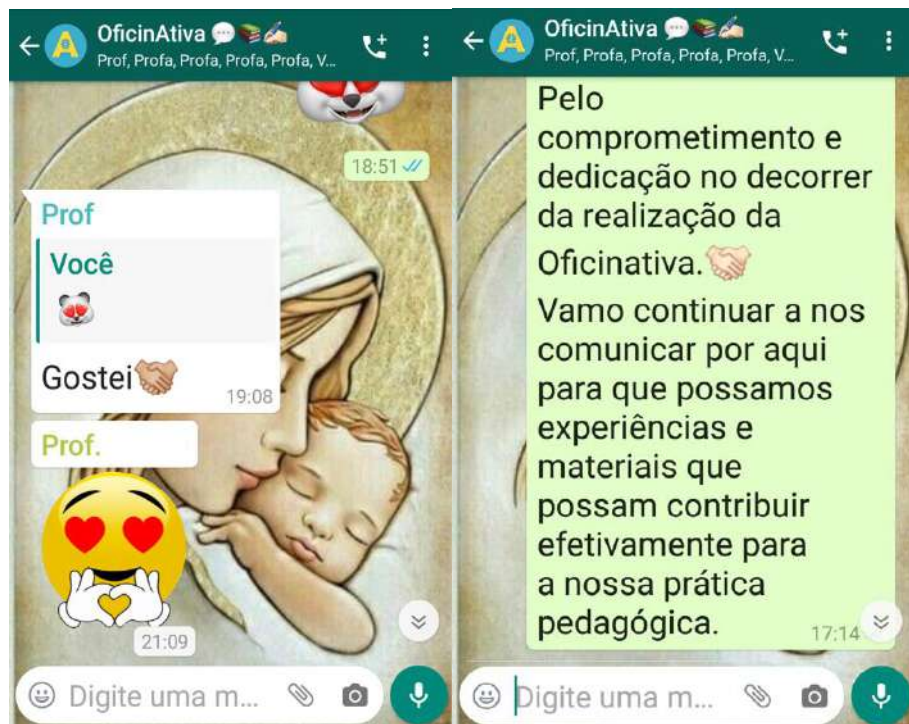 OficinAtiva 💬📚✍🏻
Prof, Profa, Profa, Profa, Profa, V...
18:51
Prof
Você
🐼
Gostei🤝
19:08
Prof.
21:09
Digite uma m...
OficinAtiva 💬📚✍🏻
Prof, Profa, Profa, Profa, Profa, V...
Pelo
comprometimento e
dedicação no decorrer
da realização da
Oficinativa.🤝
Vamo continuar a nos
comunicar por aqui
para que possamos
experiências e
materiais que
possam contribuir
efetivamente para
a nossa prática
pedagógica.
17:14
Digite uma m...